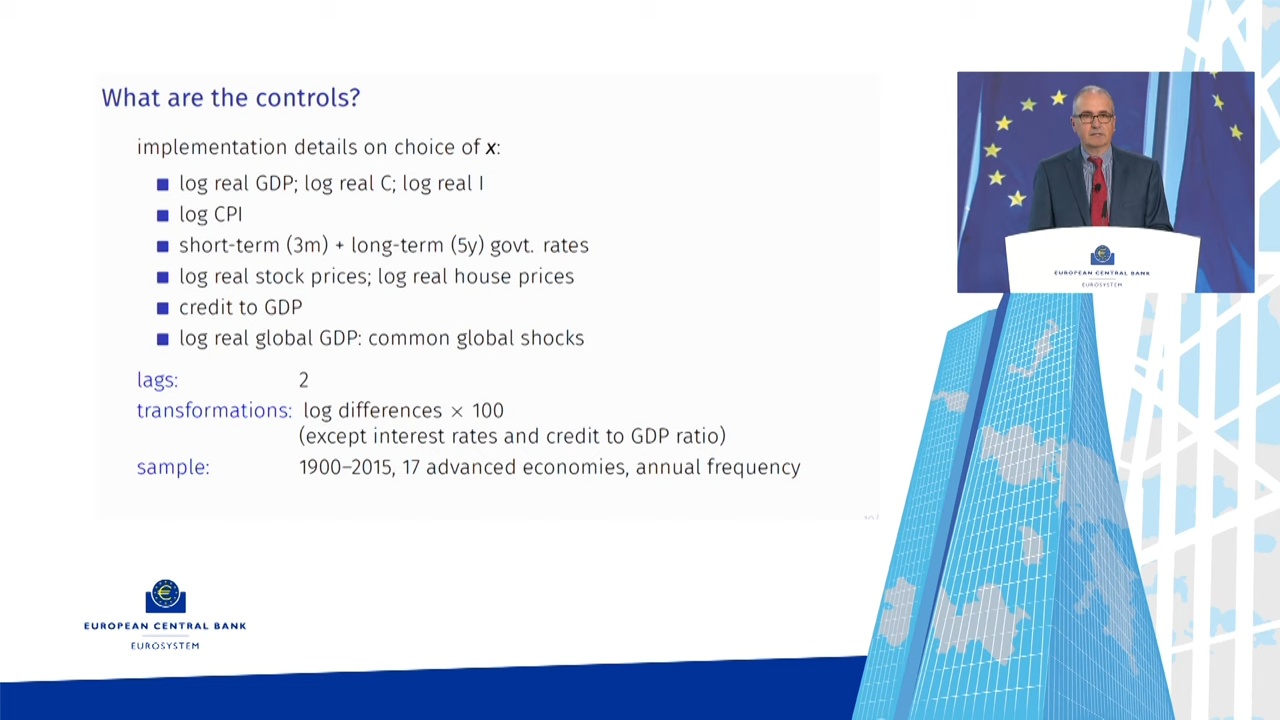 What are the controls?
implementation details on choice of x:
log real GDP; log real C; log real I
log CPI
short-term (3m) + long-term (5y) govt. rates
log real stock prices; log real house prices
credit to GDP
log real global GDP: common global shocks
lags: 2
transformations: log differences × 100
(except interest rates and credit to GDP ratio)
sample: 1900–2015, 17 advanced economies, annual frequency
EUROPEAN CENTRAL BANK
EUROSYSTEM
EUROPEAN CENTRAL BANK
EUROSYSTEM